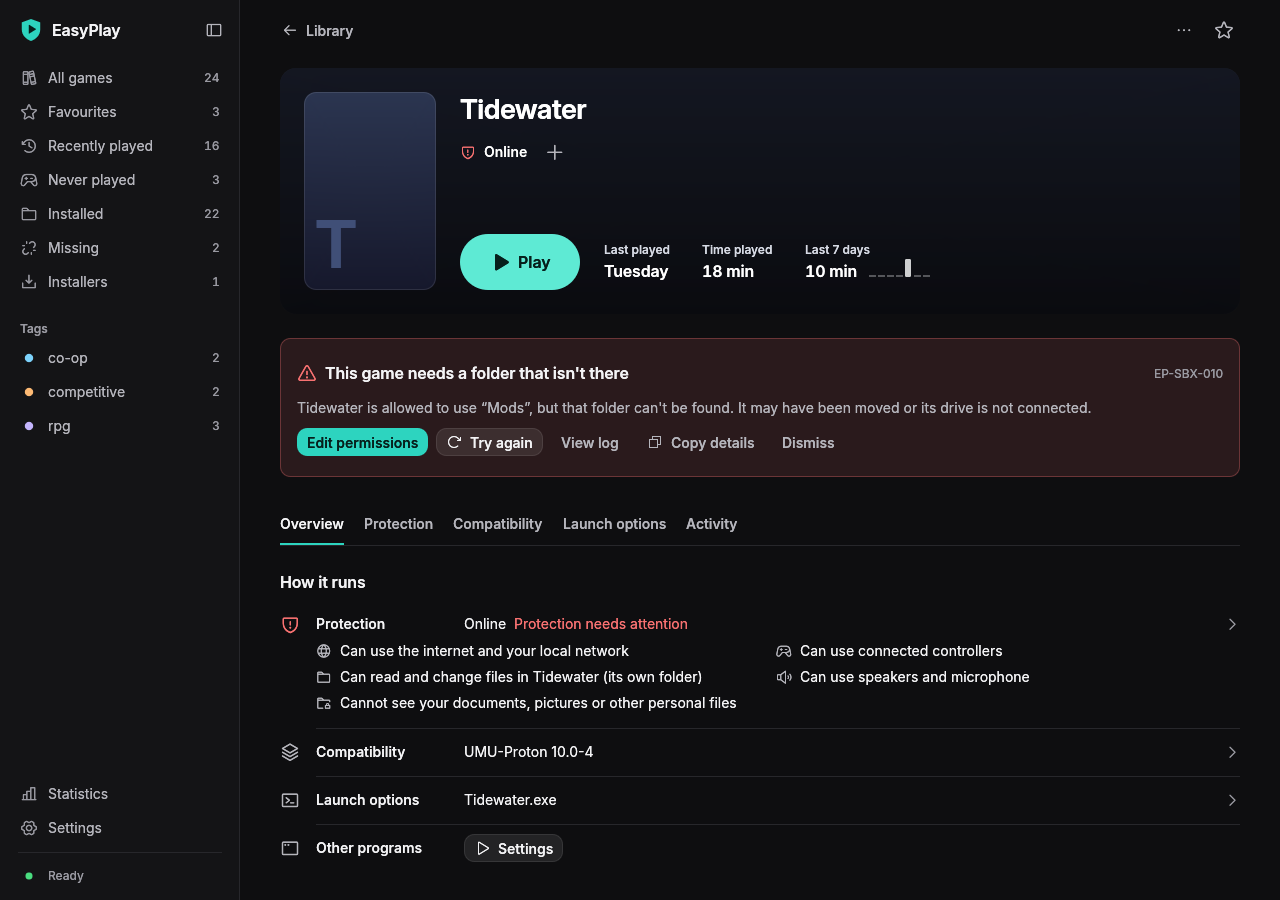 EasyPlay
All games 24
Favourites 3
Recently played 16
Never played 3
Installed 22
Missing 2
Installers 1
Tags
co-op 2
competitive 2
rpg 3
Statistics
Settings
Ready
Library
T
Tidewater
Online
Play
Last played
Tuesday
Time played
18 min
Last 7 days
10 min
This game needs a folder that isn't there EP-SBX-010
Tidewater is allowed to use “Mods”, but that folder can't be found. It may have been moved or its drive is not connected.
Edit permissions Try again View log Copy details Dismiss
Overview Protection Compatibility Launch options Activity
How it runs
Protection Online Protection needs attention
Can use the internet and your local network Can use connected controllers
Can read and change files in Tidewater (its own folder) Can use speakers and microphone
Cannot see your documents, pictures or other personal files
Compatibility UMU-Proton 10.0-4
Launch options Tidewater.exe
Other programs Settings